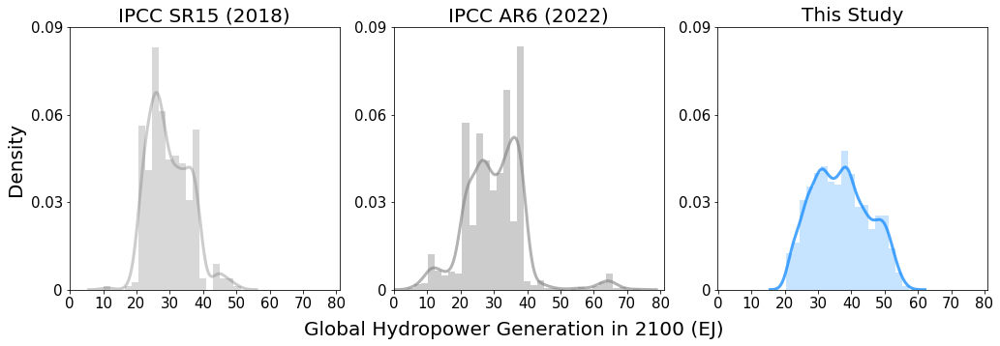 IPCC SR15 (2018) IPCC AR6 (2022) This Study
0.09 0.09 0.09
0.06 0.06 0.06
Density
0.03 0.03 0.03
0 0 0
0 10 20 30 40 50 60 70 80 0 10 20 30 40 50 60 70 80 0 10 20 30 40 50 60 70 80
Global Hydropower Generation in 2100 (EJ)